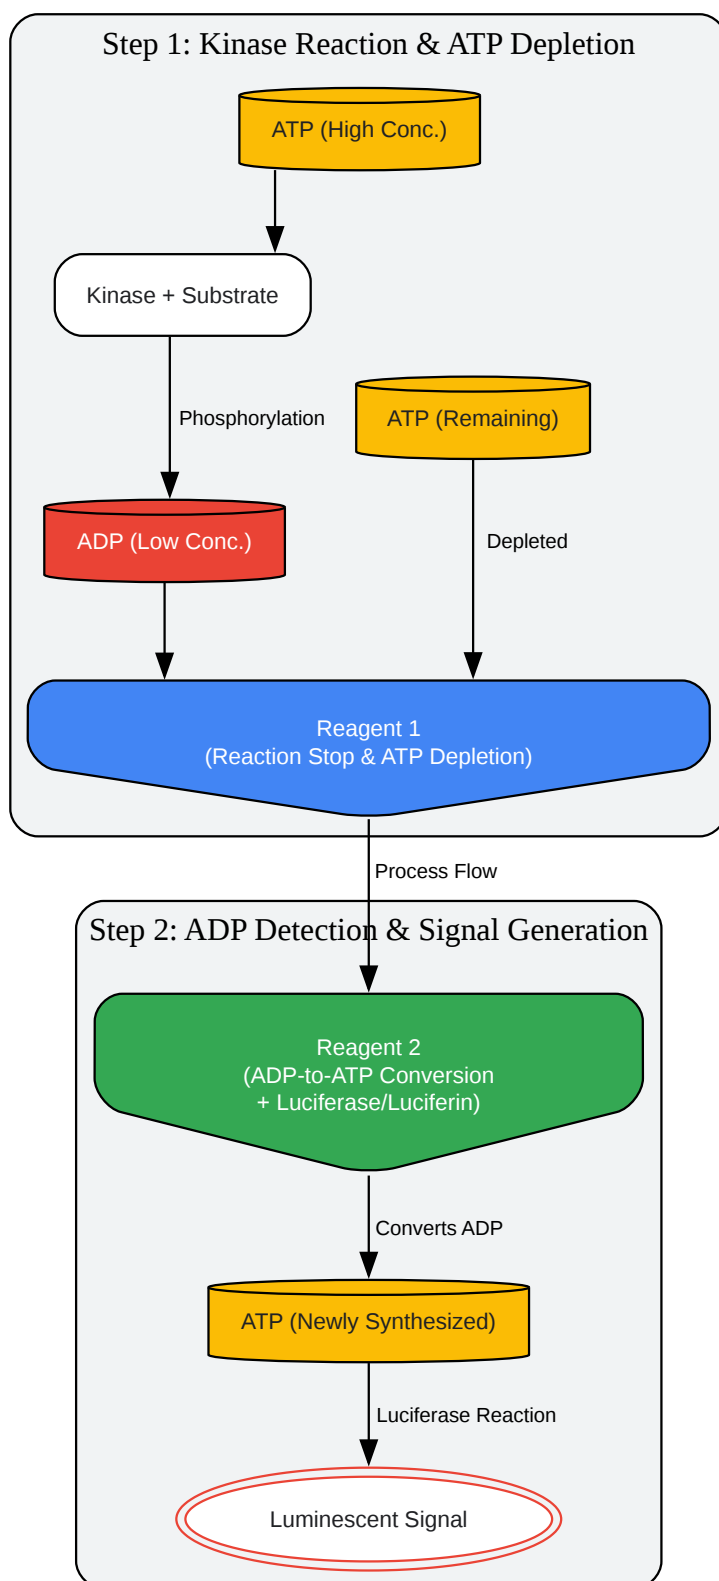 Step 1: Kinase Reaction & ATP Depletion
ATP (High Conc.)
Kinase + Substrate
Phosphorylation
ATP (Remaining)
ADP (Low Conc.)
Depleted
Reagent 1
(Reaction Stop & ATP Depletion)
Process Flow
Step 2: ADP Detection & Signal Generation
Reagent 2
(ADP-to-ATP Conversion
+ Luciferase/Luciferin)
Converts ADP
ATP (Newly Synthesized)
Luciferase Reaction
Luminescent Signal